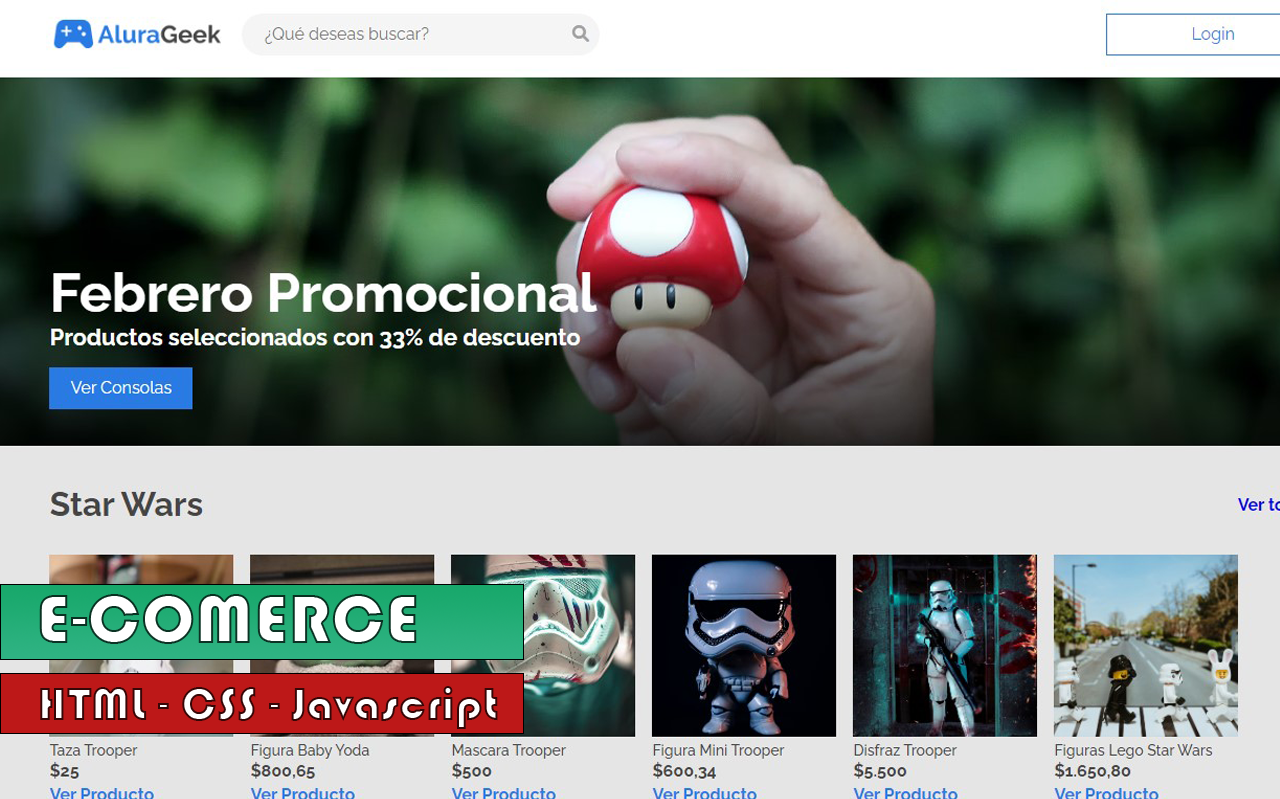 AluraGeek
¿Qué deseas buscar?
Login
Febrero Promocional
Productos seleccionados con 33% de descuento
Ver Consolas
Star Wars
Ver to
E-COMERCE
HTML - CSS - Javascript
Taza Trooper
$25
Ver Producto
Figura Baby Yoda
$800,65
Ver Producto
Mascara Trooper
$500
Ver Producto
Figura Mini Trooper
$600,34
Ver Producto
Disfraz Trooper
$5.500
Ver Producto
Figuras Lego Star Wars
$1.650,80
Ver Producto